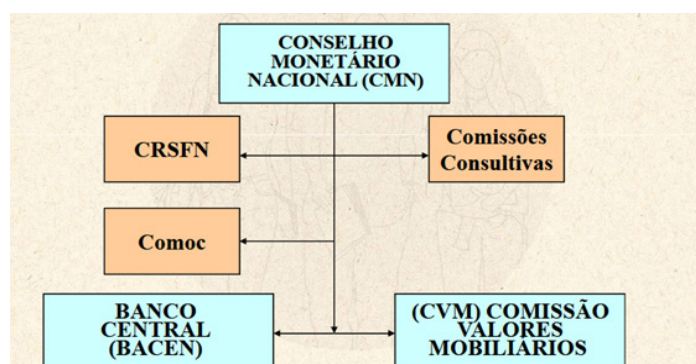 CONSELHO
MONETÁRIO
NACIONAL (CMN)
CRSFN
Comissões
Consultivas
Comoc
BANCO
CENTRAL
(BACEN)
(CVM) COMISSÃO
VALORES
MOBILIARIOS